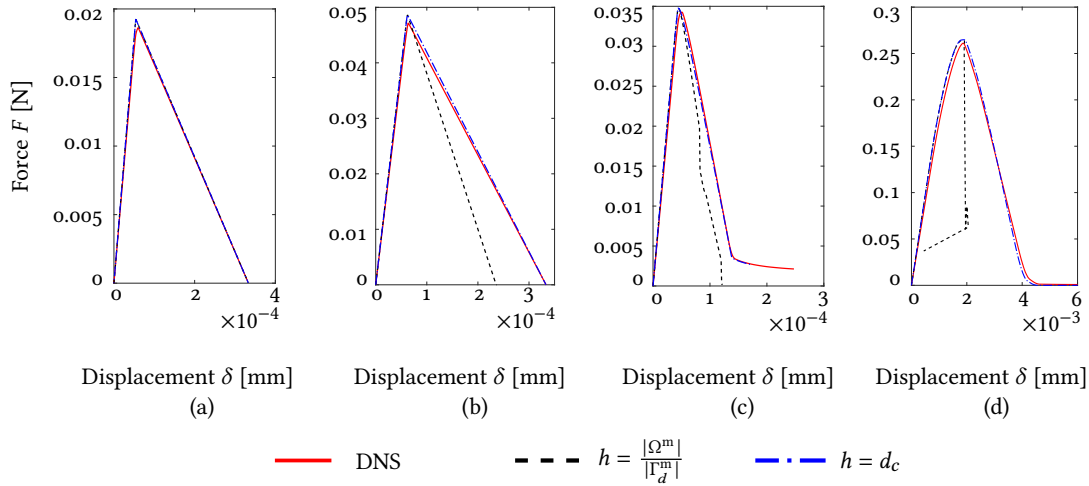 0.02
0.015
0.01
0.005
0
0 2 4
×10⁻⁴
Force F [N]
Displacement δ [mm]
(a)
0.05
0.04
0.03
0.02
0.01
0
0 1 2 3 4
×10⁻⁴
Displacement δ [mm]
(b)
0.035
0.03
0.025
0.02
0.015
0.01
0.005
0
0 1 2 3
×10⁻⁴
Displacement δ [mm]
(c)
0.3
0.25
0.2
0.15
0.1
0.05
0
0 2 4 6
×10⁻³
Displacement δ [mm]
(d)
DNS
h = |Ωᵐ| / |Γᵐ_d|
h = d_c